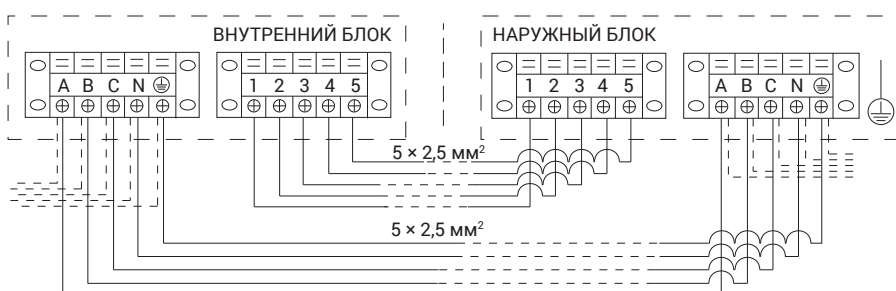 ВНУТРЕННИЙ БЛОК
НАРУЖНЫЙ БЛОК
A B C N
1 2 3 4 5
1 2 3 4 5
A B C N
5 × 2,5 мм²
5 × 2,5 мм²